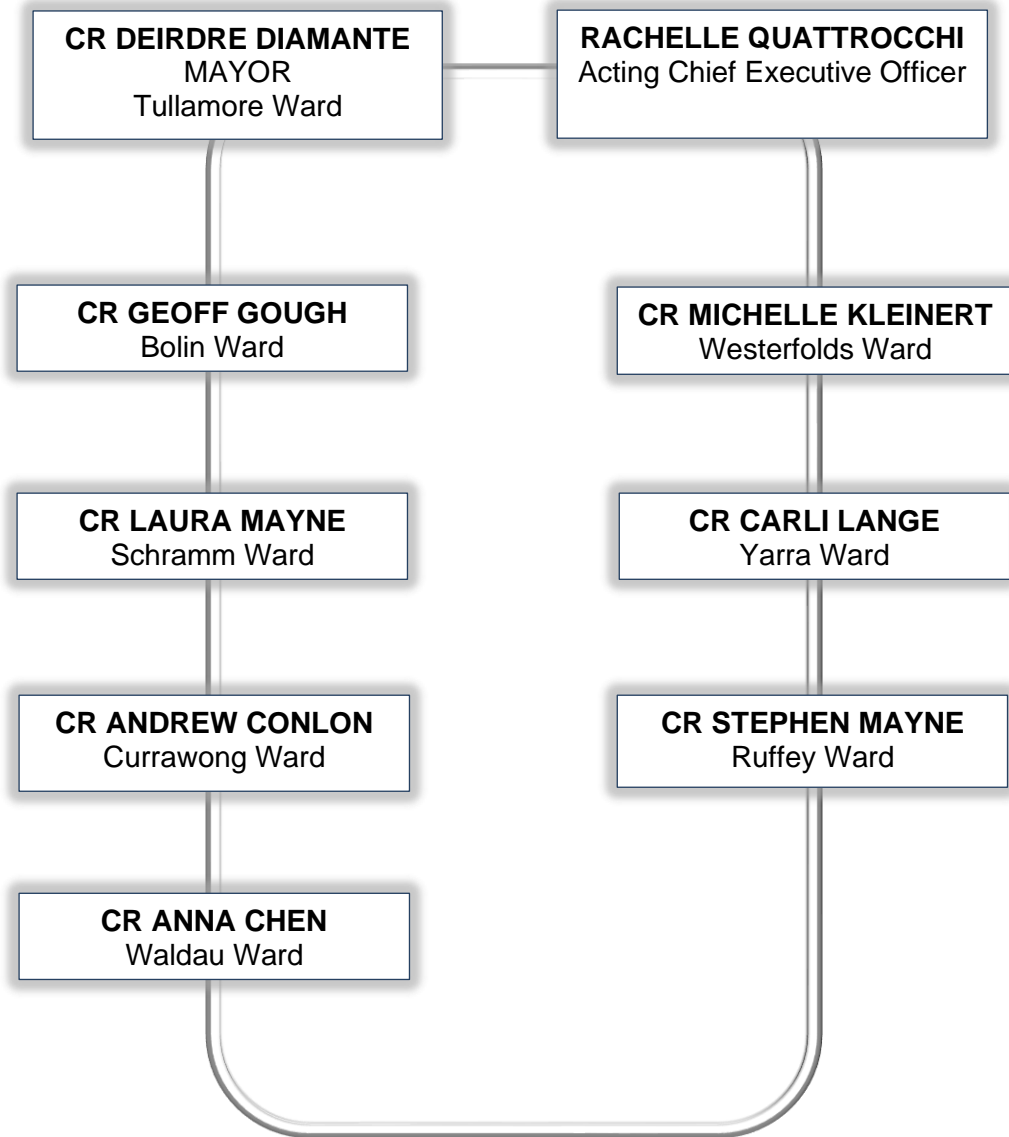 CR DEIRDRE DIAMANTE
MAYOR
Tullamore Ward
RACHELLE QUATTROCCHI
Acting Chief Executive Officer
CR GEOFF GOUGH
Bolin Ward
CR MICHELLE KLEINERT
Westerfolds Ward
CR LAURA MAYNE
Schramm Ward
CR CARLI LANGE
Yarra Ward
CR ANDREW CONLON
Currawong Ward
CR STEPHEN MAYNE
Ruffey Ward
CR ANNA CHEN
Waldau Ward